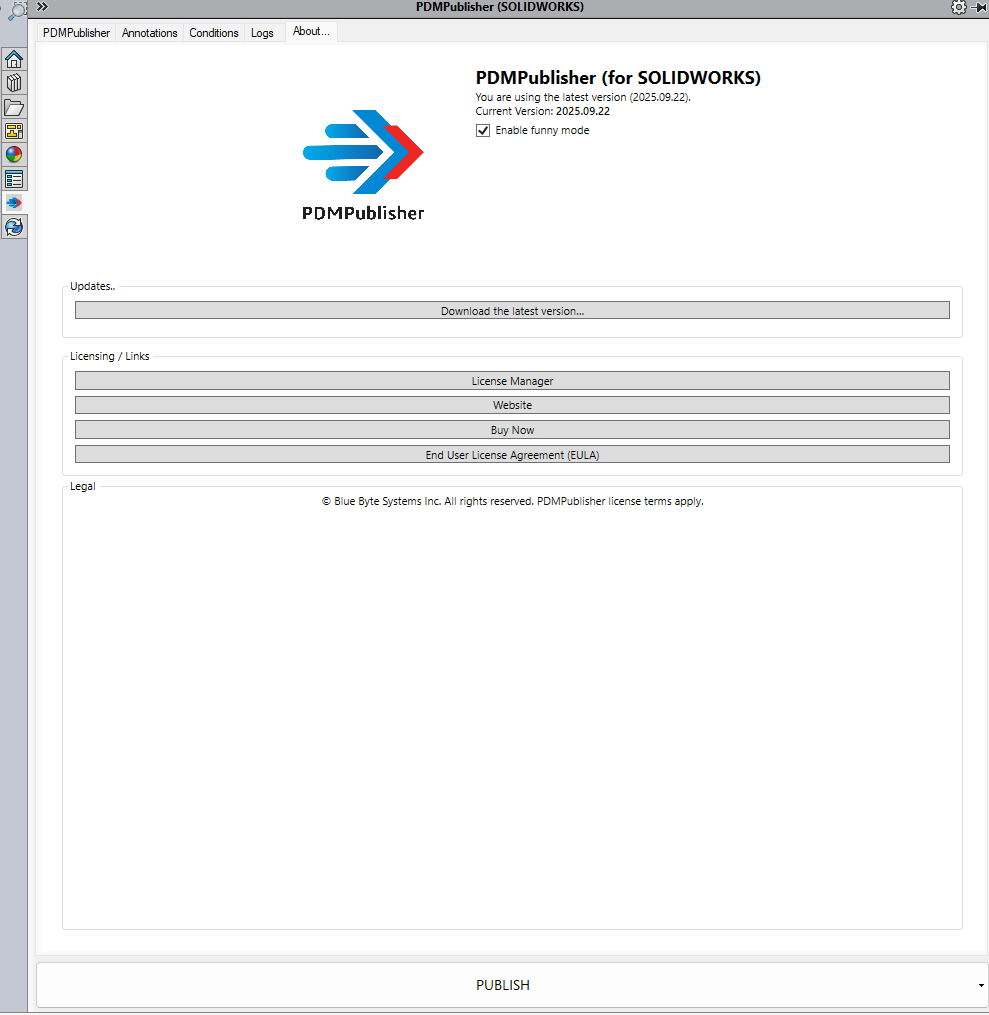 PDMPublisher (SOLIDWORKS)
PDMPublisher Annotations Conditions Logs About...
PDMPublisher (for SOLIDWORKS)
You are using the latest version (2025.09.22).
Current Version: 2025.09.22
Enable funny mode
PDMPublisher
Updates..
Download the latest version...
Licensing / Links
License Manager
Website
Buy Now
End User License Agreement (EULA)
Legal
© Blue Byte Systems Inc. All rights reserved. PDMPublisher license terms apply.
PUBLISH